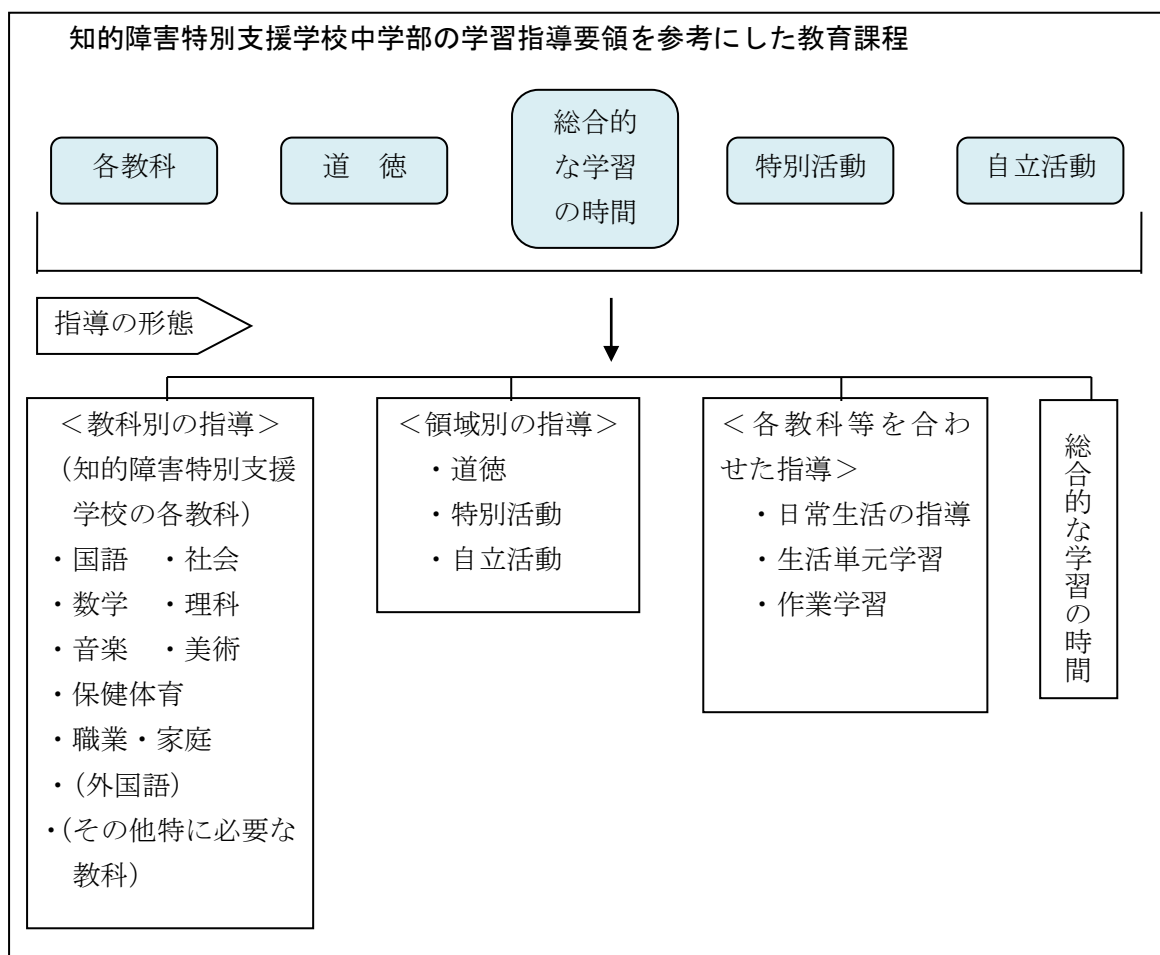 知的障害特別支援学校中学部の学習指導要領を参考にした教育課程
各教科
道　徳
総合的
な学習
の時間
特別活動
自立活動
指導の形態
＜教科別の指導＞
（知的障害特別支援
学校の各教科）
・国語　・社会
・数学　・理科
・音楽　・美術
・保健体育
・職業・家庭
・（外国語）
・（その他特に必要な
教科）
＜領域別の指導＞
・道徳
・特別活動
・自立活動
＜各教科等を合わ
せた指導＞
・日常生活の指導
・生活単元学習
・作業学習
総合的な学習の時間